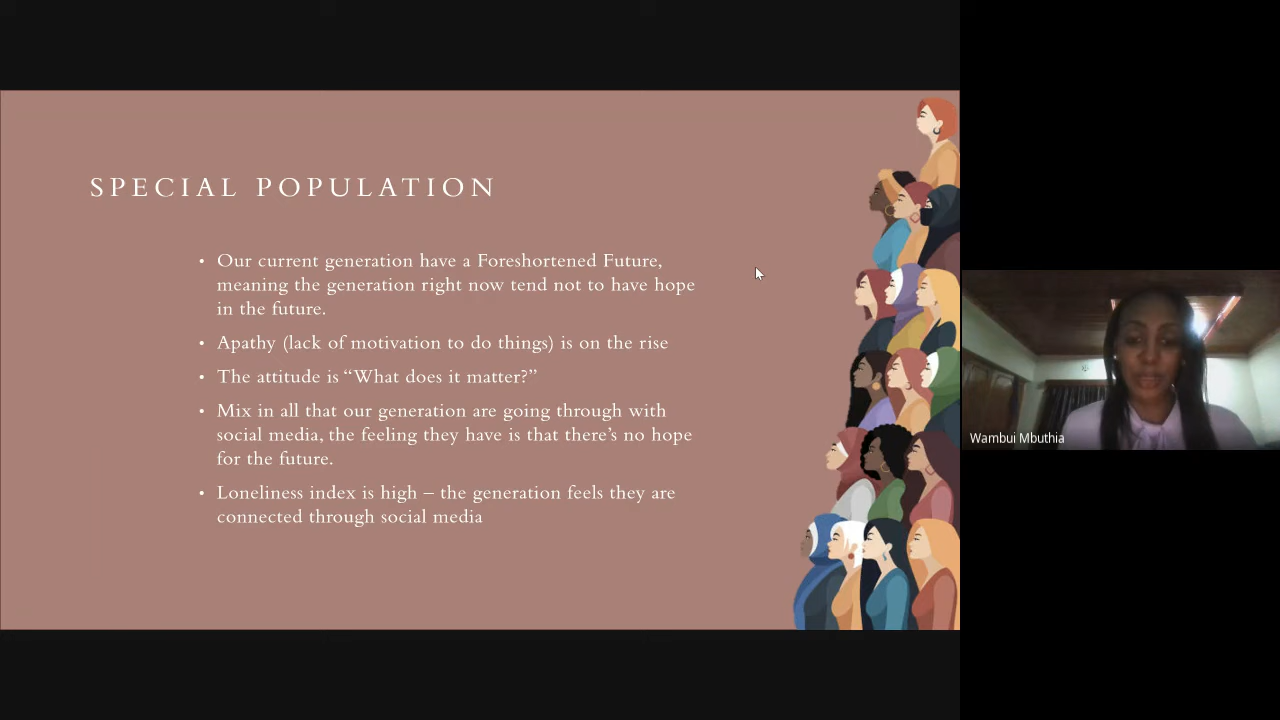 SPECIAL POPULATION
• Our current generation have a Foreshortened Future,
meaning the generation right now tend not to have hope
in the future.
• Apathy (lack of motivation to do things) is on the rise
• The attitude is “What does it matter?”
• Mix in all that our generation are going through with
social media, the feeling they have is that there’s no hope
for the future.
• Loneliness index is high – the generation feels they are
connected through social media
Wambui Mbuthia